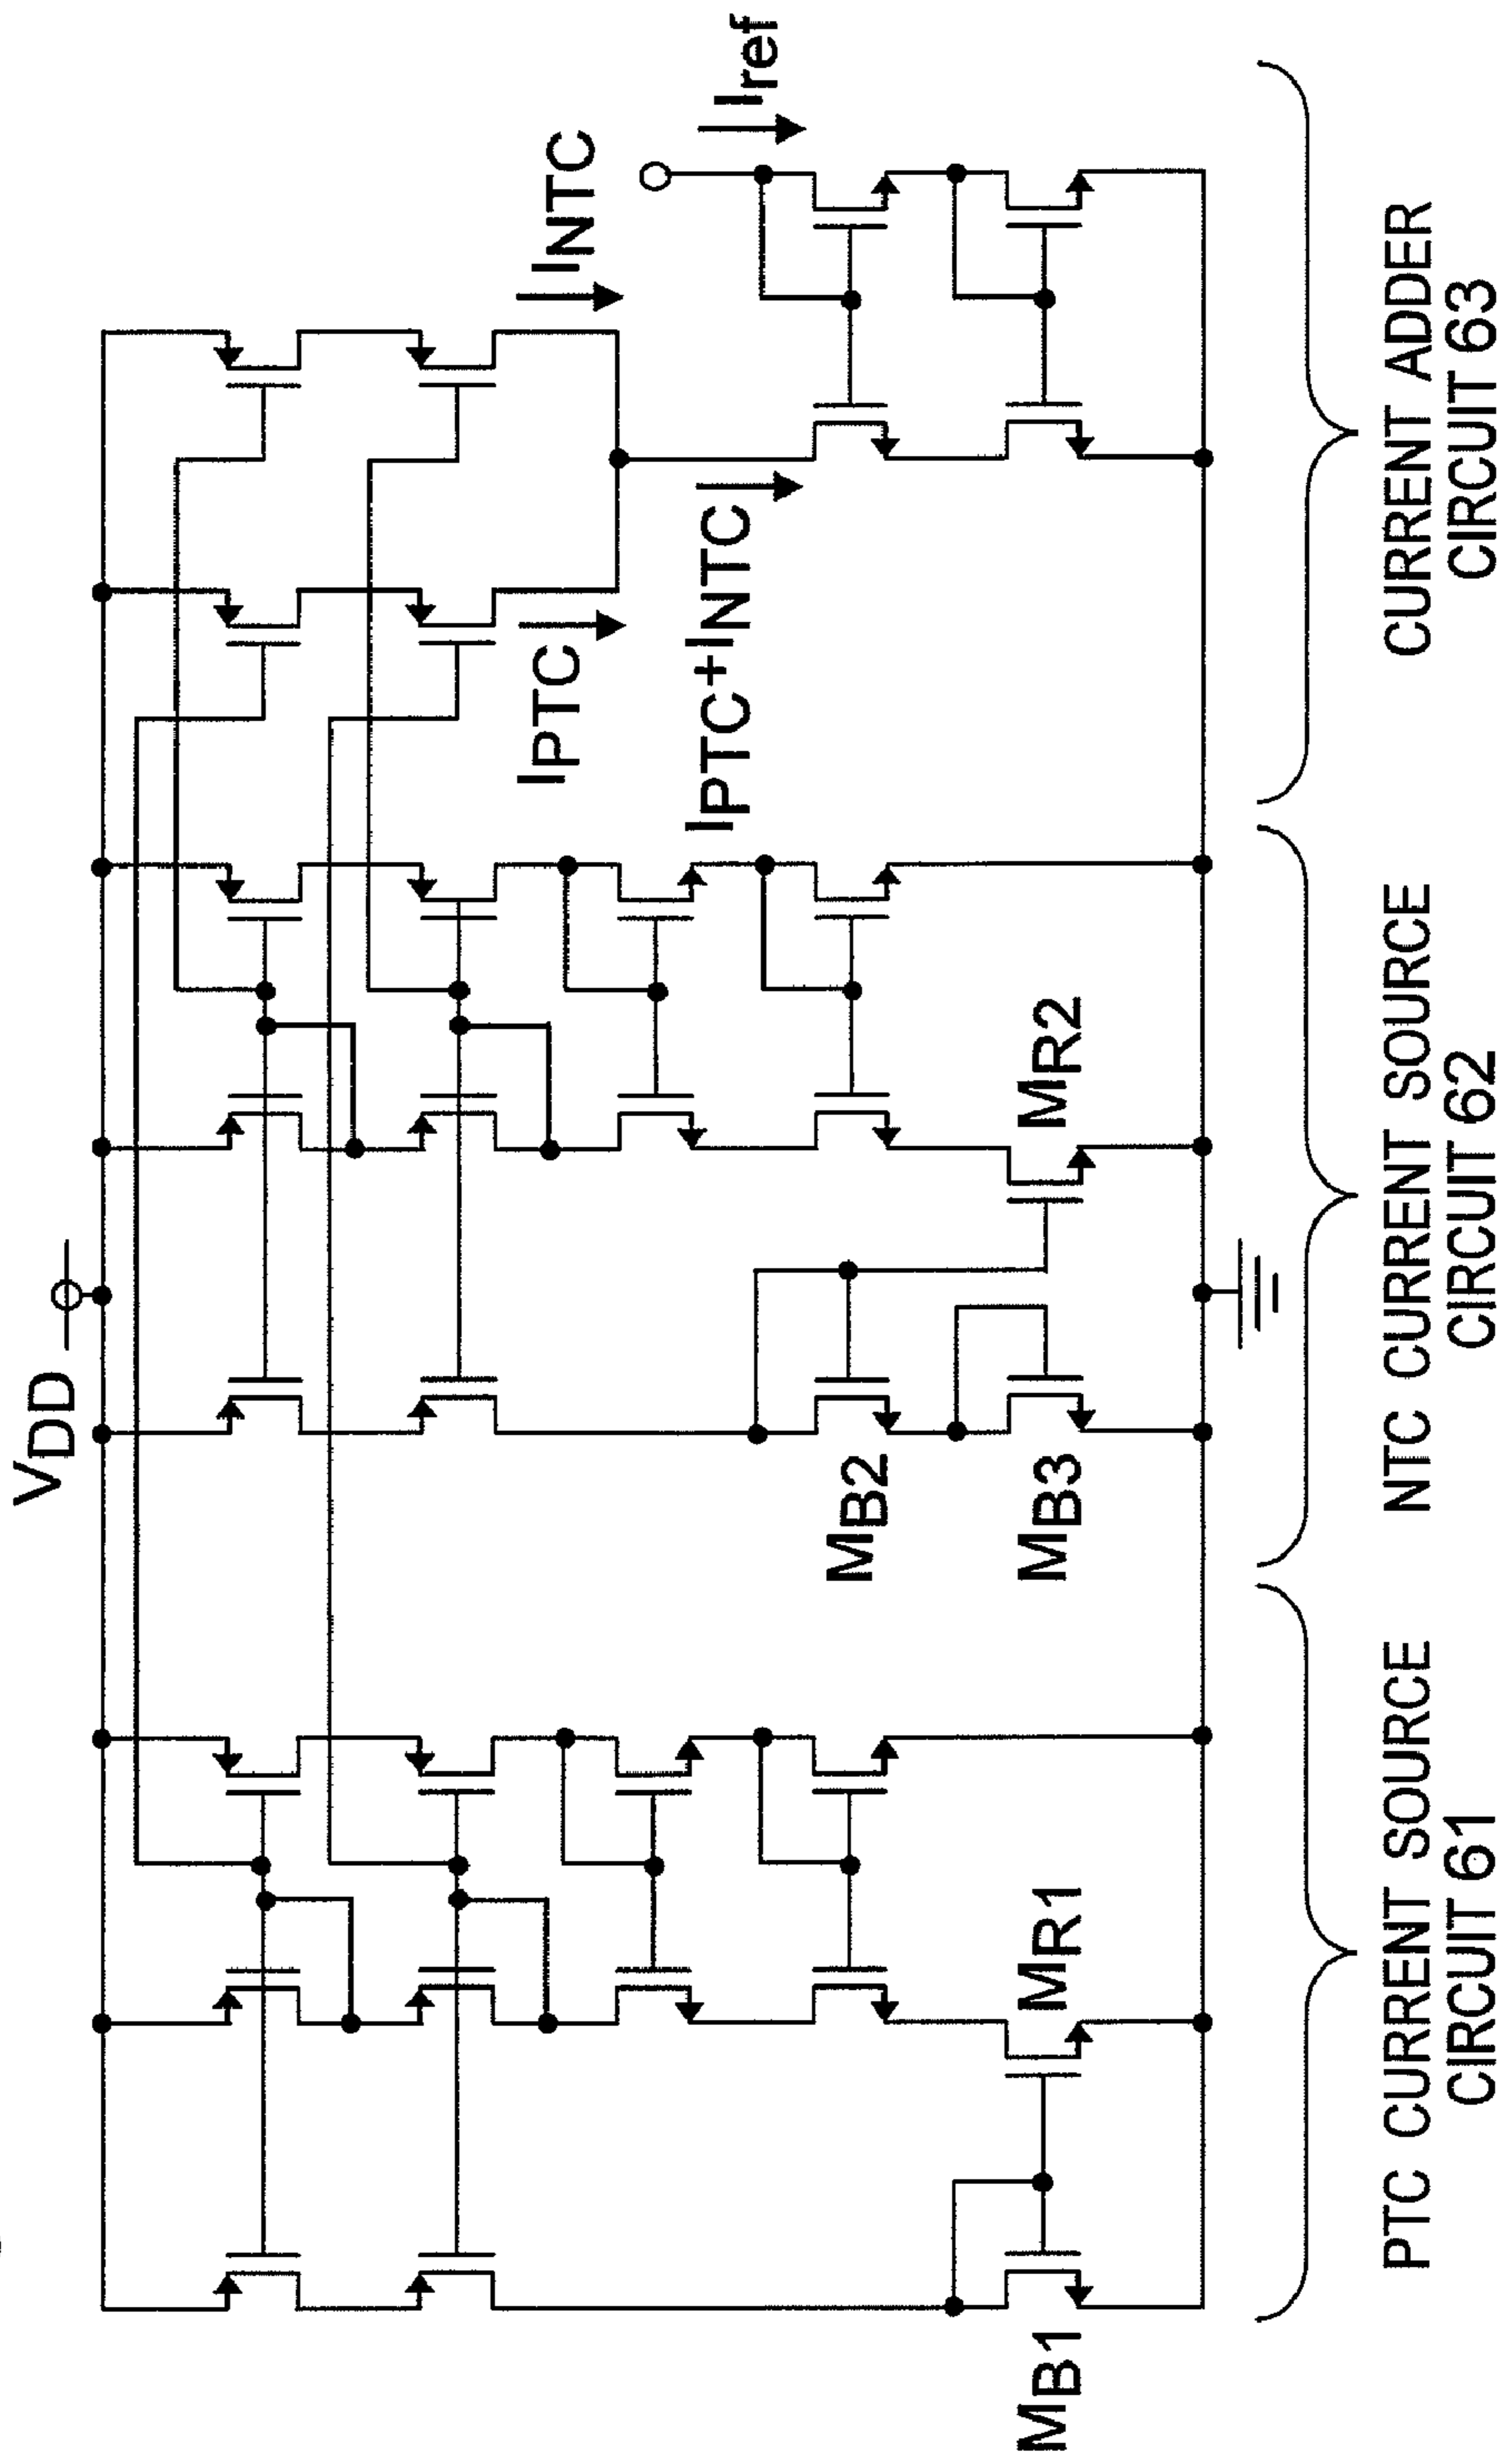 VDD
IPTC
INTC
IPTC+INTC
Iref
MB1
MR1
MB2
MB3
MR2
PTC CURRENT SOURCE
CIRCUIT 61
NTC CURRENT SOURCE
CIRCUIT 62
CURRENT ADDER
CIRCUIT 63